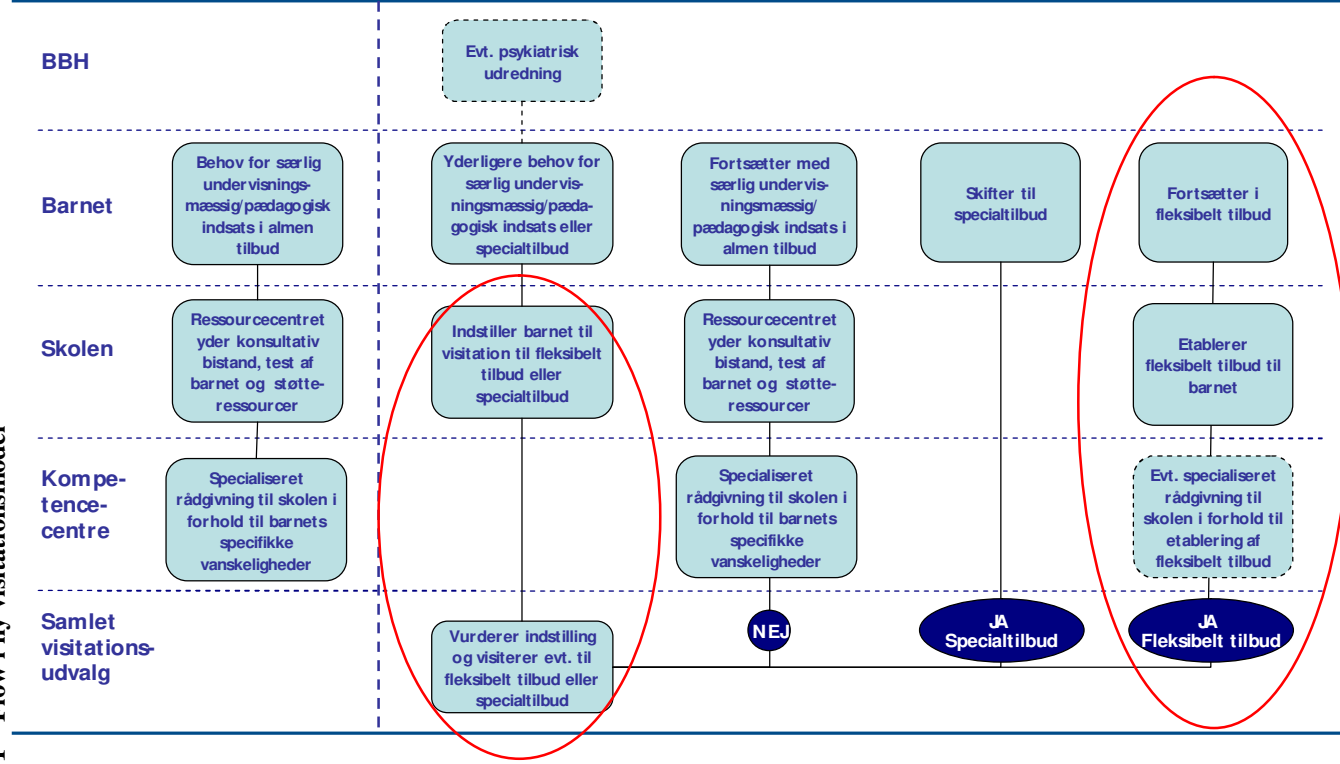 BBH
Evt. psykiatrisk
udredning
Barnet
Behov for særlig
undervisnings-
mæssig/pædagogisk
indsats i almen
tilbud
Yderligere behov for
særlig undervis-
ningsmæssig/pæda-
gogisk indsats eller
specialtilbud
Fortsætter med
særlig undervis-
ningsmæssig/
pædagogisk indsats i
almen tilbud
Skifter til
specialtilbud
Fortsætter i
fleksibelt tilbud
Skolen
Ressourcecentret
yder konsultativ
bistand, test af
barnet og støtte-
ressourcer
Indstiller barnet til
visitation til fleksibelt
tilbud eller
specialtilbud
Ressourcecentret
yder konsultativ
bistand, test af
barnet og støtte-
ressourcer
Etablerer
fleksibelt tilbud til
barnet
Kompe-
tence-
centre
Specialiseret
rådgivning til skolen i
forhold til barnets
specifikke
vanskeligheder
Specialiseret
rådgivning til skolen i
forhold til barnets
specifikke
vanskeligheder
Evt. specialiseret
rådgivning til
skolen i forhold til
etablering af
fleksibelt tilbud
Samlet
visitations-
udvalg
Vurderer indstilling
og visiterer evt. til
fleksibelt tilbud eller
specialtilbud
NEJ
JA
Specialtilbud
JA
Fleksibelt tilbud